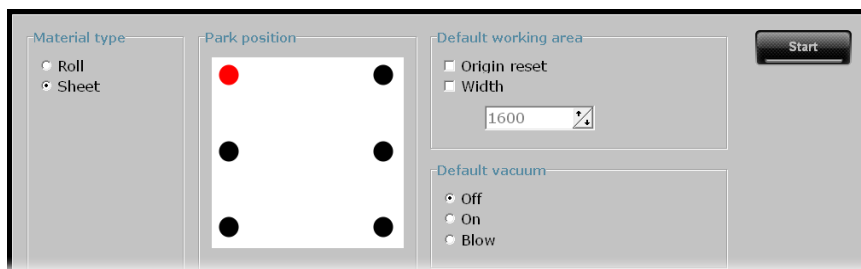 Material type
Roll
Sheet
Park position
Default working area
Origin reset
Width
1600
Default vacuum
Off
On
Blow
Start